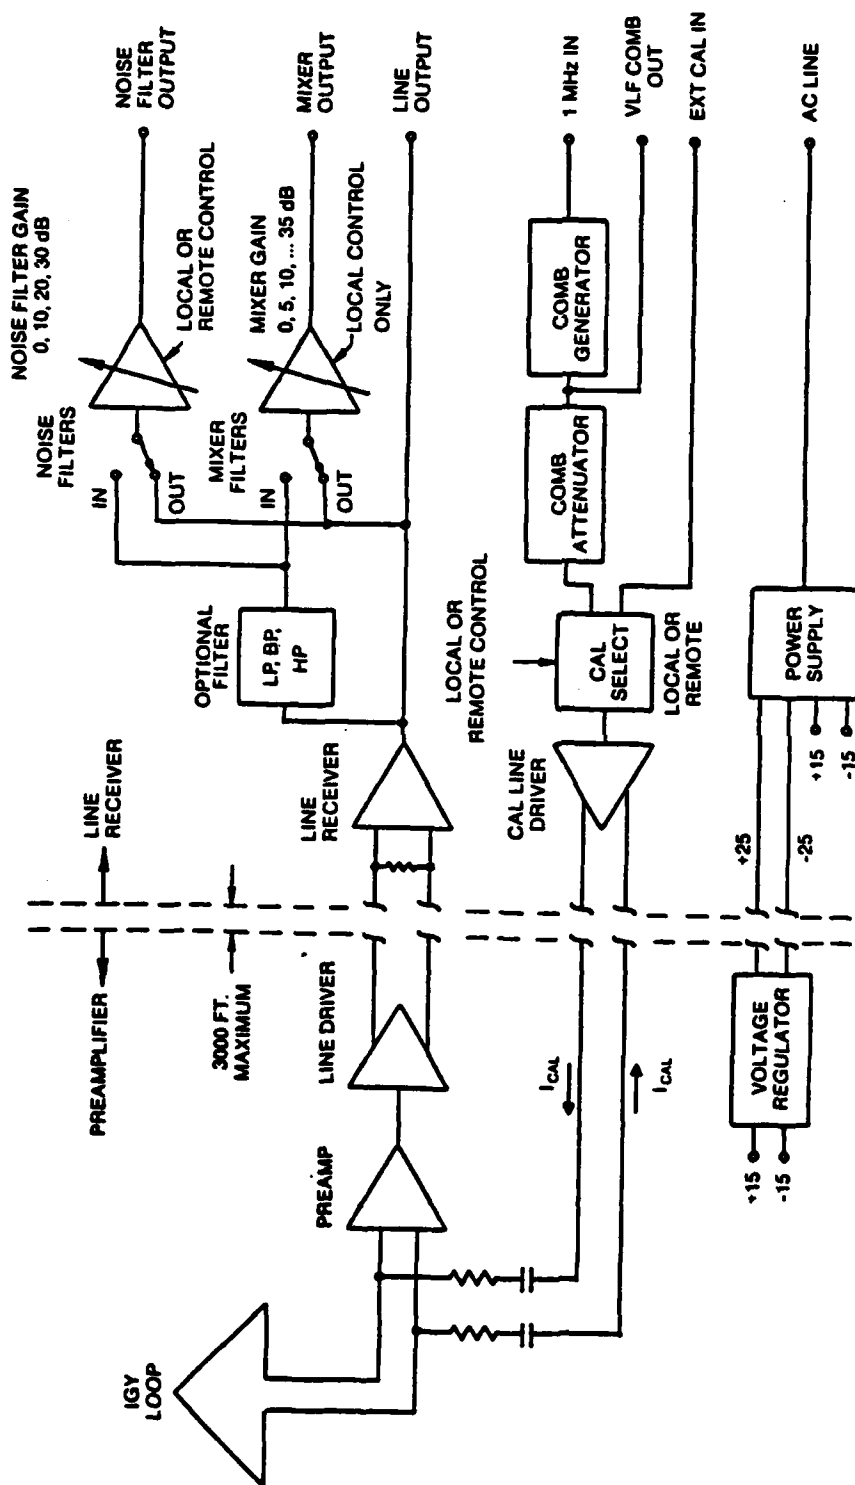 IGY
LOOP
PREAMPLIFIER
LINE
RECEIVER
3000 FT.
MAXIMUM
PREAMP
LINE DRIVER
LINE
RECEIVER
OPTIONAL
FILTER
LP, BP,
HP
NOISE
FILTERS
IN
OUT
NOISE FILTER GAIN
0, 10, 20, 30 dB
LOCAL OR
REMOTE CONTROL
NOISE
FILTER
OUTPUT
MIXER
FILTERS
IN
OUT
MIXER GAIN
0, 5, 10, ... 35 dB
LOCAL CONTROL
ONLY
MIXER
OUTPUT
LINE
OUTPUT
I CAL
I CAL
CAL LINE
DRIVER
LOCAL OR
REMOTE CONTROL
CAL
SELECT
LOCAL OR
REMOTE
COMB
ATTENUATOR
COMB
GENERATOR
1 MHz IN
VLF COMB
OUT
EXT CAL IN
+15
-15
VOLTAGE
REGULATOR
+25
-25
+15
-15
POWER
SUPPLY
AC LINE